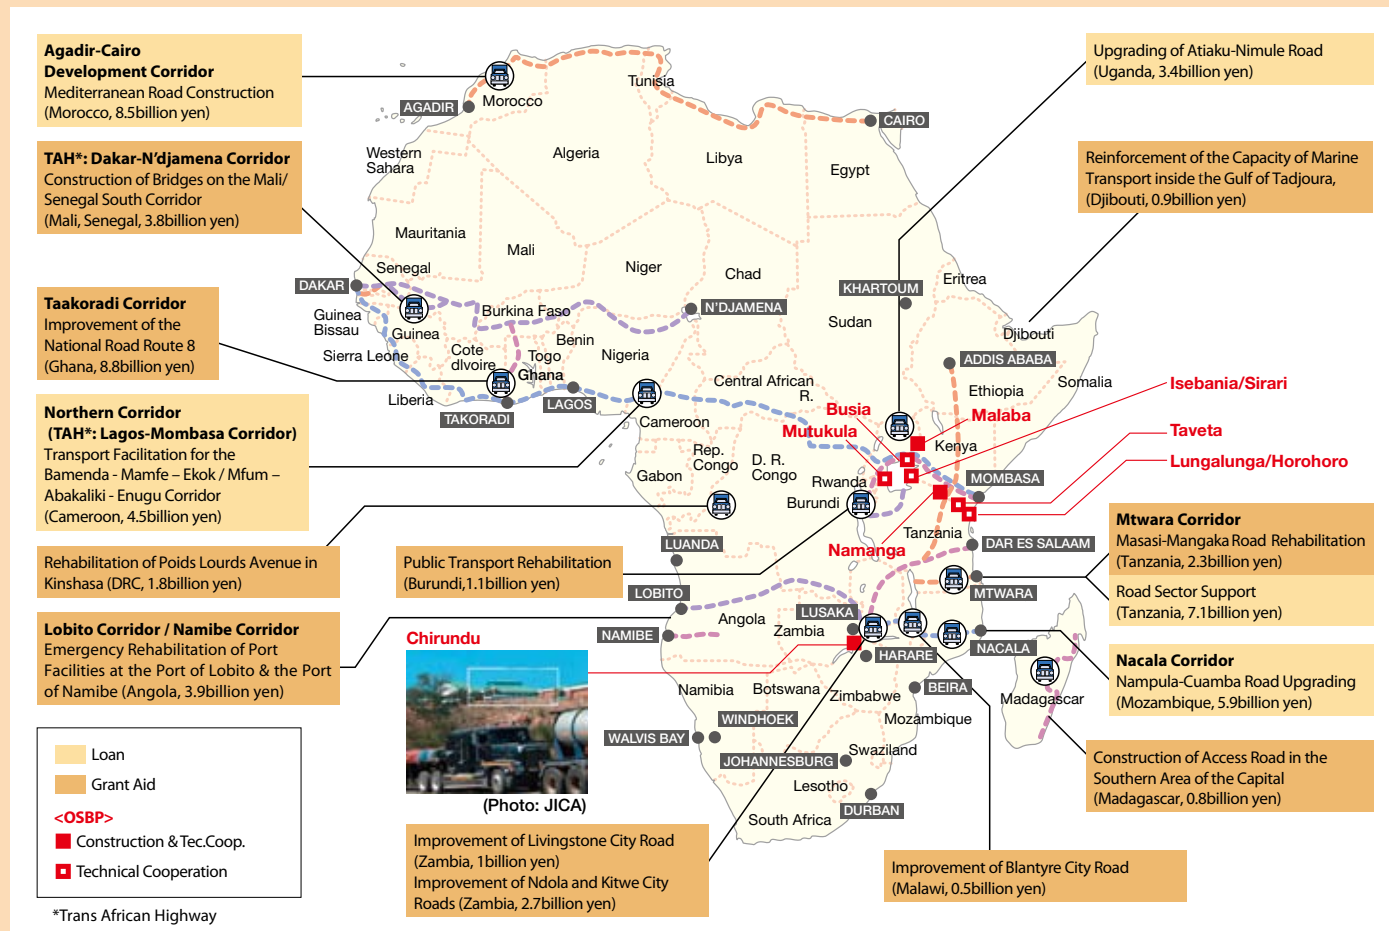 Agadir-Cairo
Development Corridor
Mediterranean Road Construction
(Morocco, 8.5billion yen)
TAH*: Dakar-N’djamena Corridor
Construction of Bridges on the Mali/
Senegal South Corridor
(Mali, Senegal, 3.8billion yen)
Taakoradi Corridor
Improvement of the
National Road Route 8
(Ghana, 8.8billion yen)
Northern Corridor
(TAH*: Lagos-Mombasa Corridor)
Transport Facilitation for the
Bamenda - Mamfe – Ekok / Mfum –
Abakaliki - Enugu Corridor
(Cameroon, 4.5billion yen)
Rehabilitation of Poids Lourds Avenue in
Kinshasa (DRC, 1.8billion yen)
Lobito Corridor / Namibe Corridor
Emergency Rehabilitation of Port
Facilities at the Port of Lobito & the Port
of Namibe (Angola, 3.9billion yen)
Public Transport Rehabilitation
(Burundi,1.1billion yen)
Upgrading of Atiaku-Nimule Road
(Uganda, 3.4billion yen)
Reinforcement of the Capacity of Marine
Transport inside the Gulf of Tadjoura,
(Djibouti, 0.9billion yen)
Isebania/Sirari
Malaba
Busia
Mutukula
Taveta
Lungalunga/Horohoro
Namanga
Mtwara Corridor
Masasi-Mangaka Road Rehabilitation
(Tanzania, 2.3billion yen)
Road Sector Support
(Tanzania, 7.1billion yen)
Nacala Corridor
Nampula-Cuamba Road Upgrading
(Mozambique, 5.9billion yen)
Construction of Access Road in the
Southern Area of the Capital
(Madagascar, 0.8billion yen)
Improvement of Blantyre City Road
(Malawi, 0.5billion yen)
Improvement of Livingstone City Road
(Zambia, 1billion yen)
Improvement of Ndola and Kitwe City
Roads (Zambia, 2.7billion yen)
Chirundu
(Photo: JICA)
AGADIR
Morocco
Tunisia
CAIRO
Western
Sahara
Algeria
Libya
Egypt
Mauritania
Mali
Niger
Chad
Eritrea
Senegal
DAKAR
KHARTOUM
Sudan
N’DJAMENA
Burkina Faso
Guinea
Bissau
Guinea
Djibouti
Sierra Leone
Cote
dIvoire
Togo
Benin
Nigeria
Ghana
ADDIS ABABA
Ethiopia
Somalia
Liberia
TAKORADI
LAGOS
Central African
R.
Cameroon
Kenya
Rep.
Congo
D. R.
Congo
Gabon
Rwanda
Burundi
MOMBASA
Tanzania
DAR ES SALAAM
LUANDA
LOBITO
MTWARA
NAMIBE
Angola
LUSAKA
Zambia
HARARE
NACALA
Namibia
Botswana
Zimbabwe
BEIRA
Madagascar
Mozambique
WINDHOEK
WALVIS BAY
JOHANNESBURG
Swaziland
Lesotho
DURBAN
South Africa
Loan
Grant Aid
<OSBP>
Construction & Tec.Coop.
Technical Cooperation
*Trans African Highway